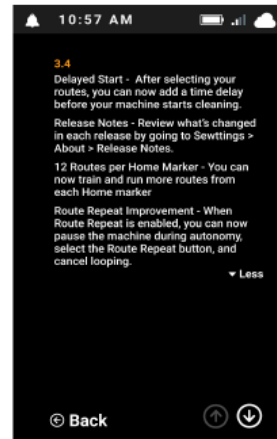 10:57 AM
3.4
Delayed Start - After selecting your
routes, you can now add a time delay
before your machine starts cleaning.
Release Notes - Review what's changed
in each release by going to Sewttings >
About > Release Notes.
12 Routes per Home Marker - You can
now train and run more routes from
each Home marker
Route Repeat Improvement - When
Route Repeat is enabled, you can now
pause the machine during autonomy,
select the Route Repeat button, and
cancel looping.
Less
Back